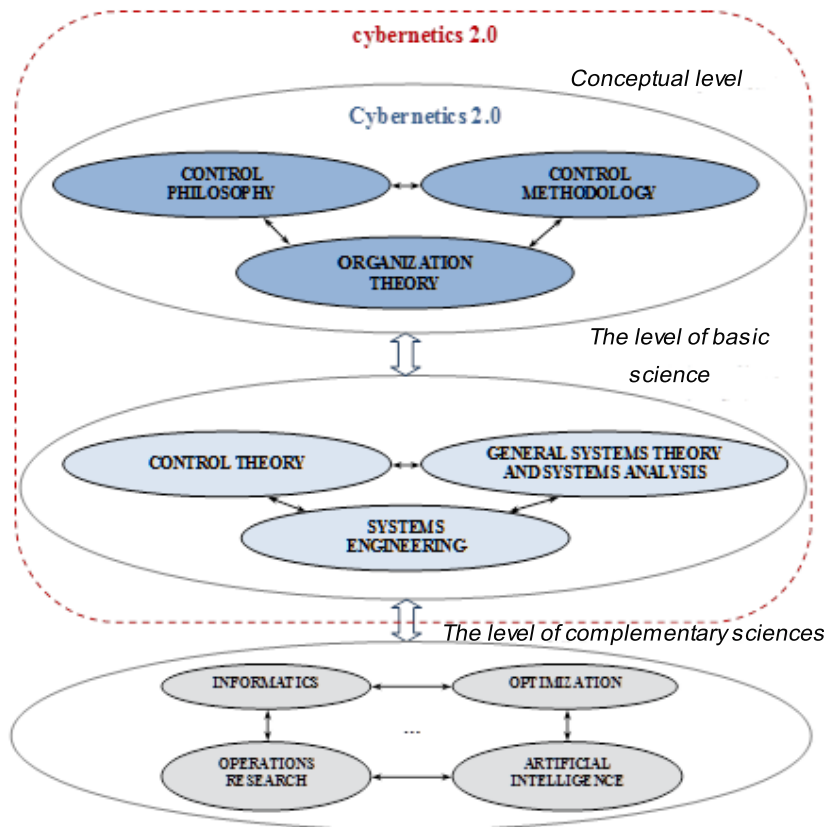 cybernetics 2.0
Conceptual level
Cybernetics 2.0
CONTROL
PHILOSOPHY
CONTROL
METHODOLOGY
ORGANIZATION
THEORY
The level of basic
science
CONTROL THEORY
GENERAL SYSTEMS THEORY
AND SYSTEMS ANALYSIS
SYSTEMS
ENGINEERING
The level of complementary sciences
INFORMATICS
OPTIMIZATION
...
OPERATIONS
RESEARCH
ARTIFICIAL
INTELLIGENCE